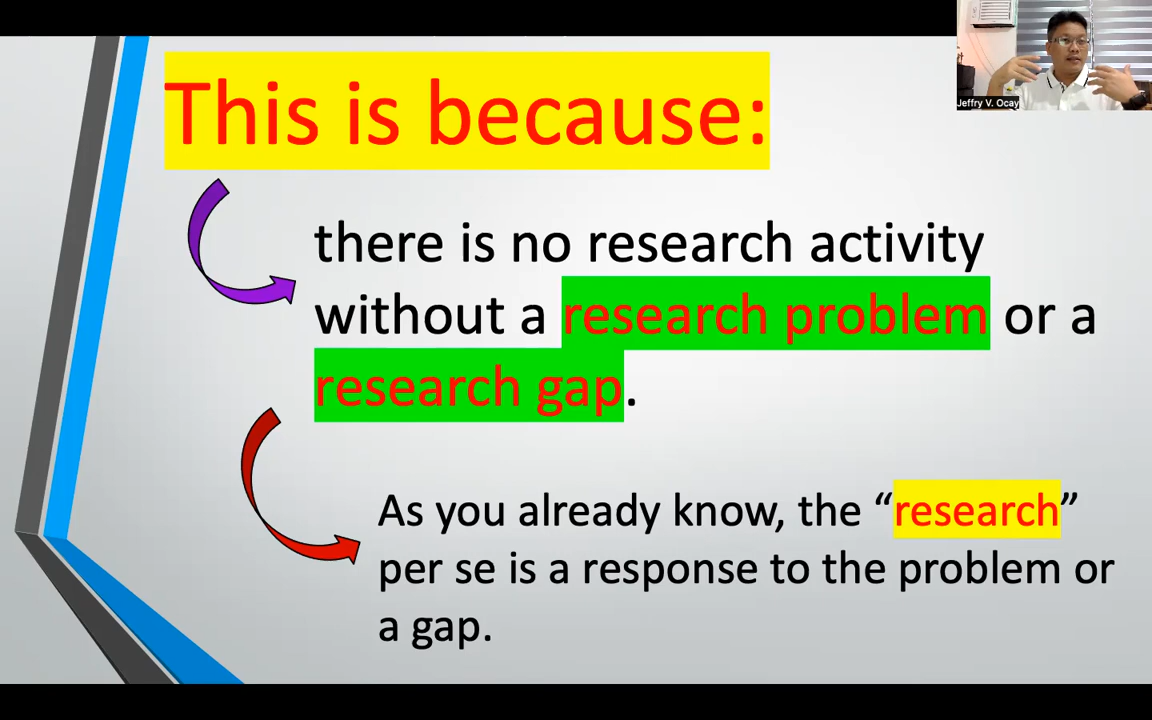 This is because:
there is no research activity
without a research problem or a
research gap.
As you already know, the “research”
per se is a response to the problem or
a gap.
Jeffry V. Ocay